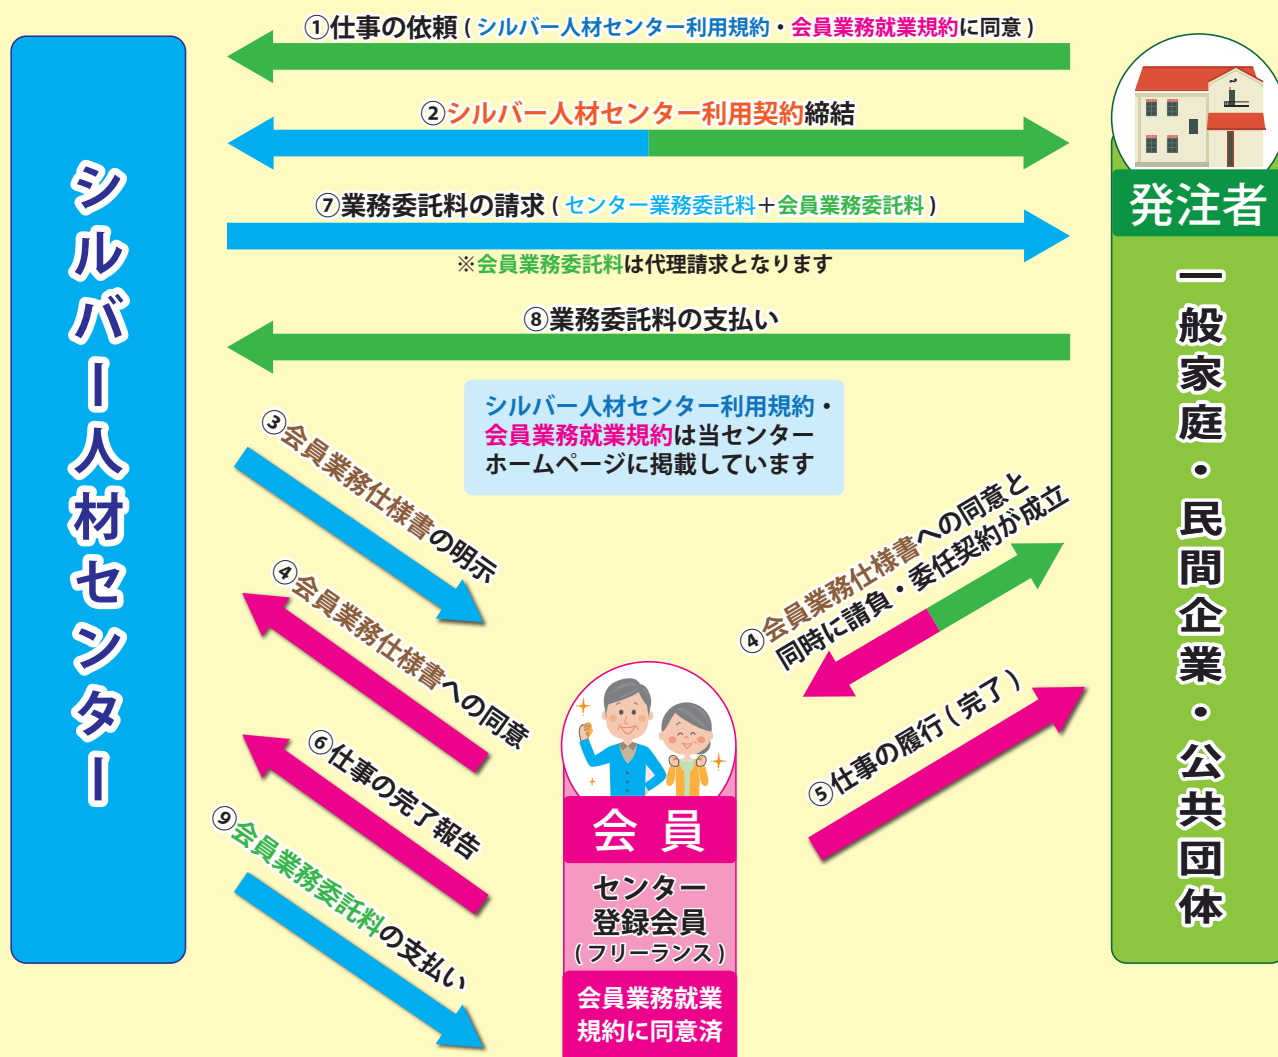 ①仕事の依頼 ( シルバー人材センター利用規約・会員業務就業規約に同意 )
②シルバー人材センター利用契約締結
⑦業務委託料の請求 ( センター業務委託料＋会員業務委託料 )
※会員業務委託料は代理請求となります
⑧業務委託料の支払い
シルバー人材センター
発注者
一般家庭・民間企業・公共団体
シルバー人材センター利用規約・
会員業務就業規約は当センター
ホームページに掲載しています
③会員業務仕様書の明示
④会員業務仕様書への同意
⑥仕事の完了報告
⑨会員業務委託料の支払い
④会員業務仕様書への同意と
同時に請負・委任契約が成立
⑤仕事の履行 ( 完了 )
会員
センター
登録会員
( フリーランス )
会員業務就業
規約に同意済